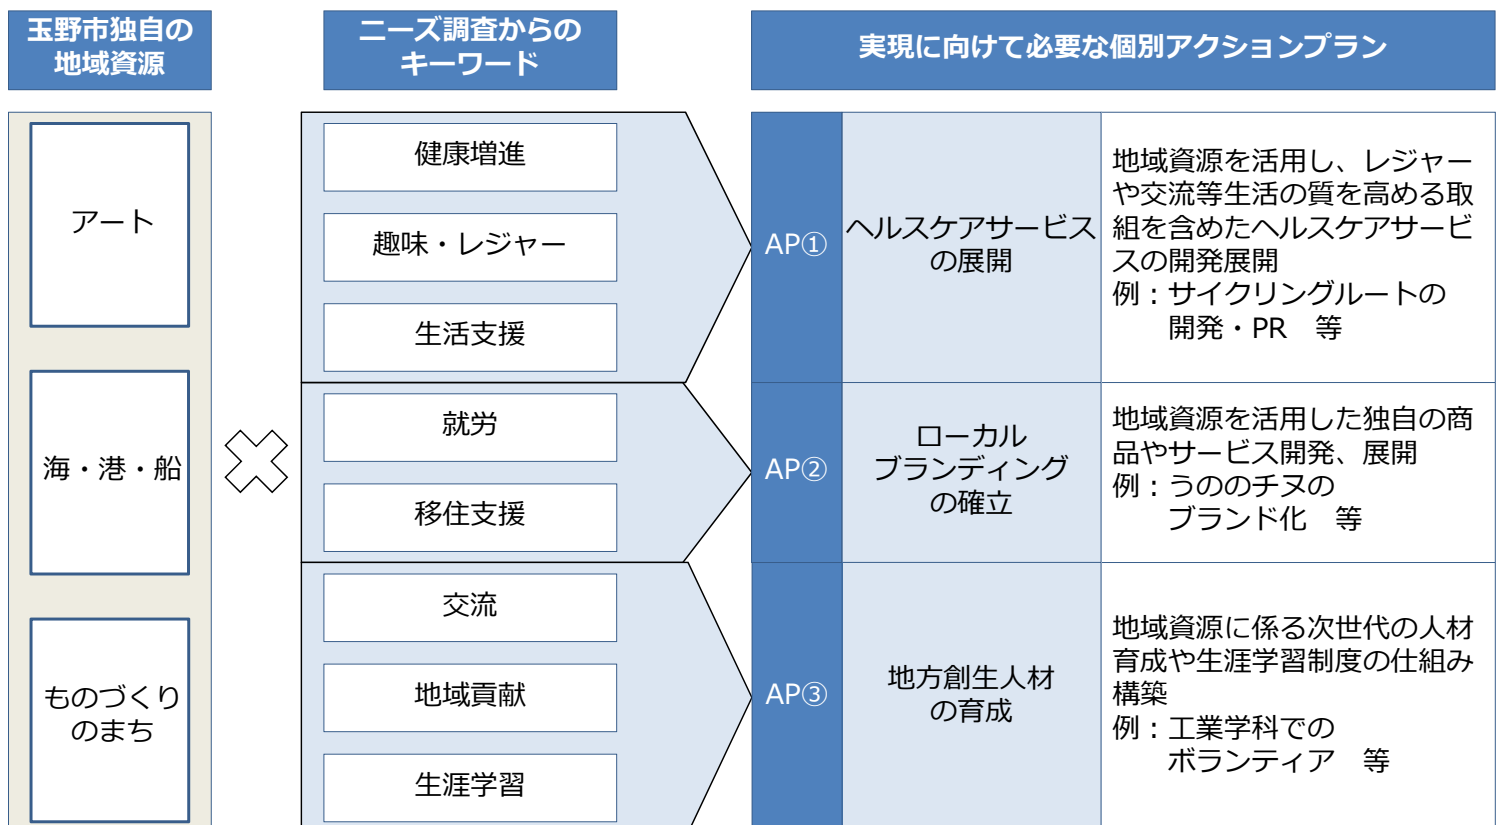 玉野市独自の
地域資源
ニーズ調査からの
キーワード
実現に向けて必要な個別アクションプラン
アート
海・港・船
ものづくり
のまち
健康増進
趣味・レジャー
生活支援
就労
移住支援
交流
地域貢献
生涯学習
AP①
ヘルスケアサービス
の展開
地域資源を活用し、レジャー
や交流等生活の質を高める取
組を含めたヘルスケアサービ
スの開発展開
例：サイクリングルートの
開発・PR　等
AP②
ローカル
ブランディング
の確立
地域資源を活用した独自の商
品やサービス開発、展開
例：うののチヌの
ブランド化　等
AP③
地方創生人材
の育成
地域資源に係る次世代の人材
育成や生涯学習制度の仕組み
構築
例：工業学科での
ボランティア　等